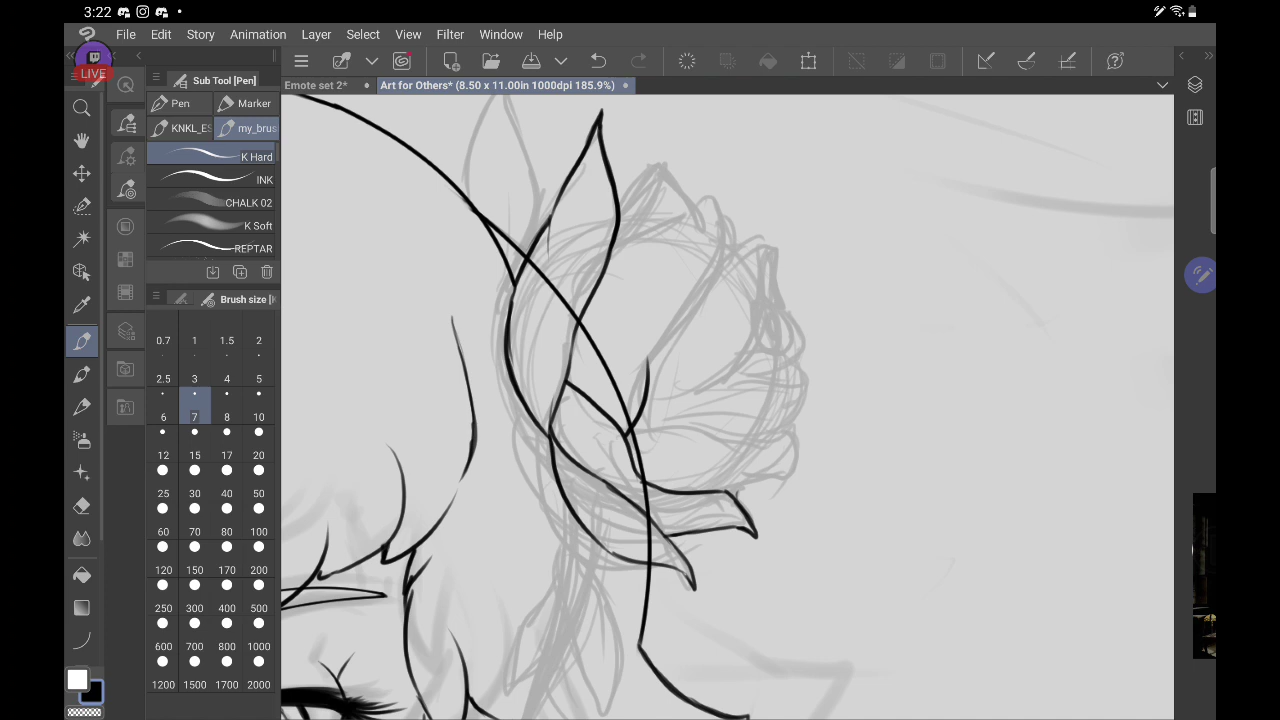 3:22
File Edit Story Animation Layer Select View Filter Window Help
LIVE
Sub Tool [Pen]
Emote set 2* Art for Others* (8.50 x 11.00in 1000dpi 185.9%)
Pen Marker
KNKL_ES my_brus
K Hard
INK
CHALK 02
K Soft
REPTAR
Brush size
0.7 1 1.5 2
2.5 3 4 5
6 7 8 10
12 15 17 20
25 30 40 50
60 70 80 100
120 150 170 200
250 300 400 500
600 700 800 1000
1200 1500 1700 2000